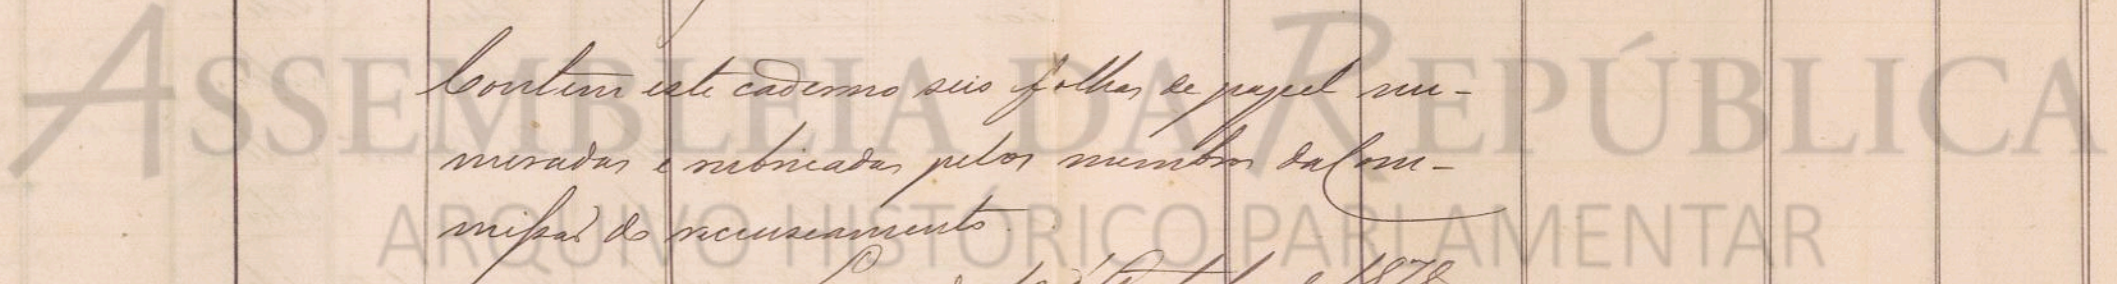 ASSEMBLEIA DA REPÚBLICA
ARQUIVO HISTÓRICO PARLAMENTAR
Contem este caderno seis folhas de papel nu-
meradas e rubricadas pelos membros da Com-
missão do recenseamento.
1878